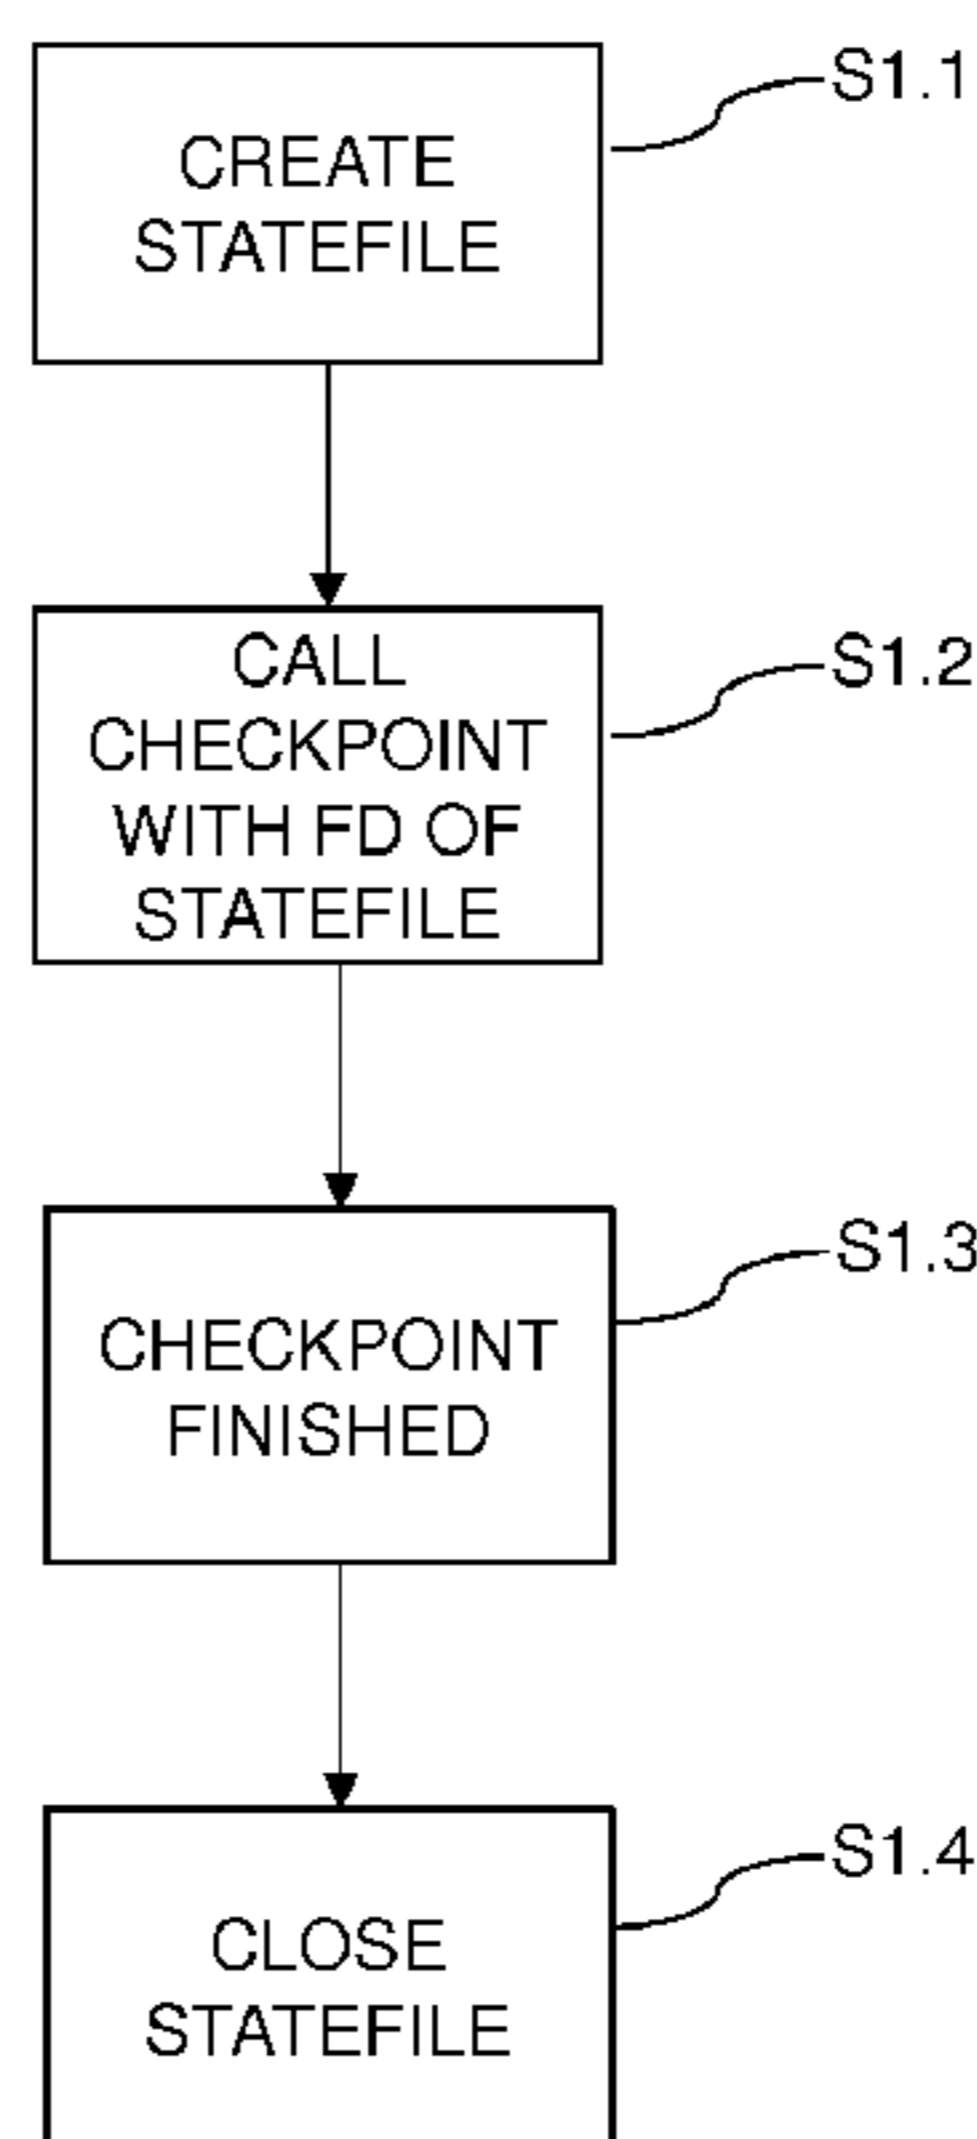 S1.1
CREATE
STATEFILE
S1.2
CALL
CHECKPOINT
WITH FD OF
STATEFILE
S1.3
CHECKPOINT
FINISHED
S1.4
CLOSE
STATEFILE